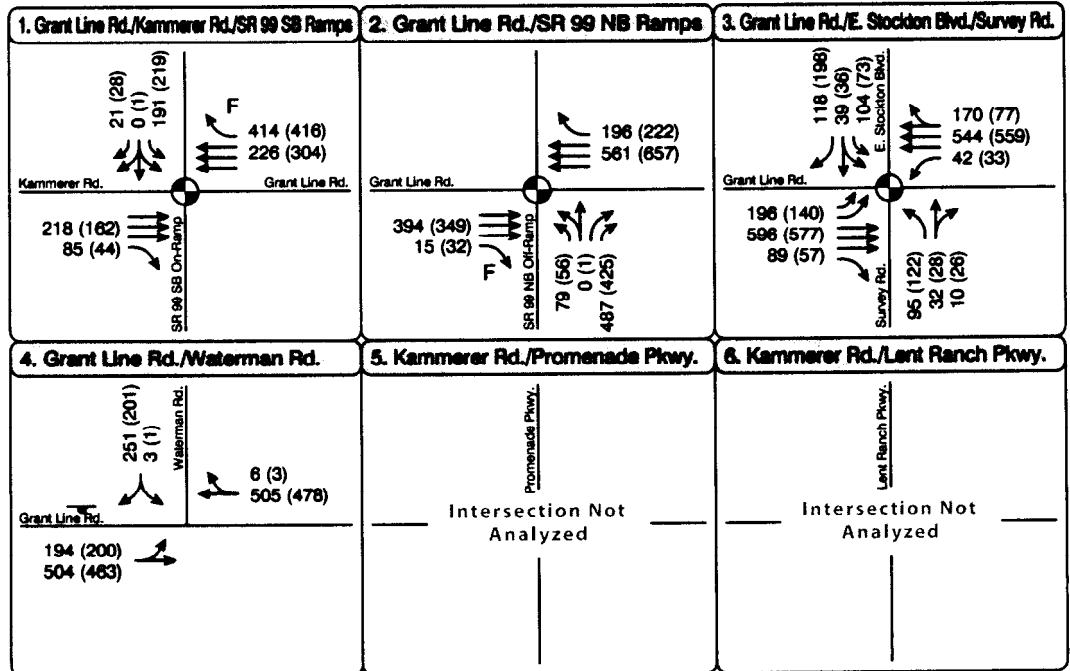 1. Grant Line Rd./Kammerer Rd./SR 99 SB Ramps
21 (28)
0 (1)
191 (219)
F
414 (416)
226 (304)
Kammerer Rd.
Grant Line Rd.
218 (162)
85 (44)
SR 99 SB On-Ramp
2. Grant Line Rd./SR 99 NB Ramps
196 (222)
561 (657)
Grant Line Rd.
394 (349)
15 (32)
F
SR 99 NB Off-Ramp
79 (56)
0 (1)
487 (425)
3. Grant Line Rd./E. Stockton Blvd./Survey Rd.
118 (196)
39 (36)
104 (73)
E. Stockton Blvd.
170 (77)
544 (559)
42 (33)
Grant Line Rd.
196 (140)
596 (577)
89 (57)
Survey Rd.
95 (122)
32 (28)
10 (26)
4. Grant Line Rd./Waterman Rd.
251 (201)
3 (1)
Waterman Rd.
6 (3)
505 (478)
Grant Line Rd.
194 (200)
504 (463)
5. Kammerer Rd./Promenade Pkwy.
Promenade Pkwy.
Intersection Not
Analyzed
6. Kammerer Rd./Lent Ranch Pkwy.
Lent Ranch Pkwy.
Intersection Not
Analyzed